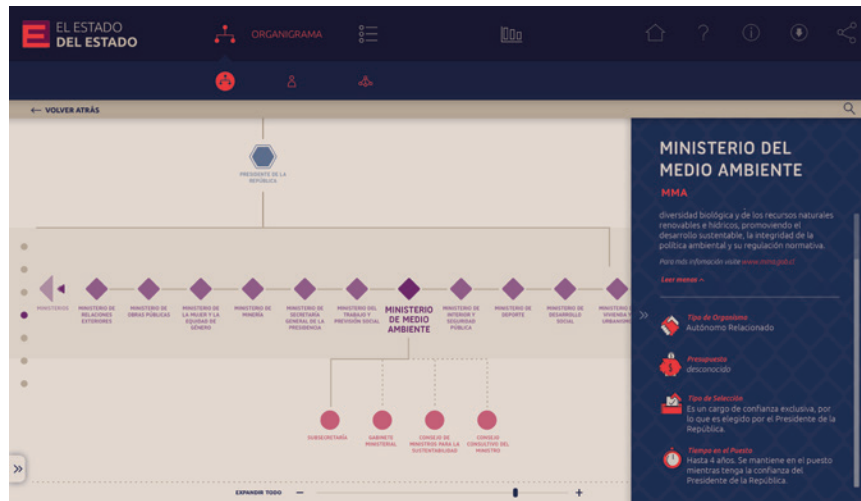 EL ESTADO
DEL ESTADO
ORGANIGRAMA
← VOLVER ATRÁS
PRESIDENTE DE LA
REPÚBLICA
MINISTERIOS
MINISTERIO DE
RELACIONES
EXTERIORES
MINISTERIO DE
OBRAS PÚBLICAS
MINISTERIO DE
LA MUJER Y LA
EQUIDAD DE
GÉNERO
MINISTERIO DE
MINERÍA
MINISTERIO DE
SECRETARÍA
GENERAL DE LA
PRESIDENCIA
MINISTERIO DEL
TRABAJO Y
PREVISIÓN SOCIAL
MINISTERIO
DE MEDIO
AMBIENTE
MINISTERIO DE
INTERIOR Y
SEGURIDAD
PÚBLICA
MINISTERIO DE
DEPORTE
MINISTERIO DE
DESARROLLO
SOCIAL
MINISTERIO D
VIVIENDA Y
URBANISMO
SUBSECRETARÍA
GABINETE
MINISTERIAL
CONSEJO DE
MINISTROS PARA LA
SUSTENTABILIDAD
CONSEJO
CONSULTIVO DEL
MINISTRO
EXPANDIR TODO
MINISTERIO DEL
MEDIO AMBIENTE
MMA
diversidad biológica y de los recursos naturales
renovables e hídricos, promoviendo el
desarrollo sustentable, la integridad de la
política ambiental y su regulación normativa.
Para más infomación visite
Leer menos
Tipo de Organismo
Autónomo Relacionado
Presupuesto
desconocido
Tipo de Selección
Es un cargo de confianza exclusiva, por
lo que es elegido por el Presidente de la
República.
Tiempo en el Puesto
Hasta 4 años. Se mantiene en el puesto
mientras tenga la confianza del
Presidente de la República.